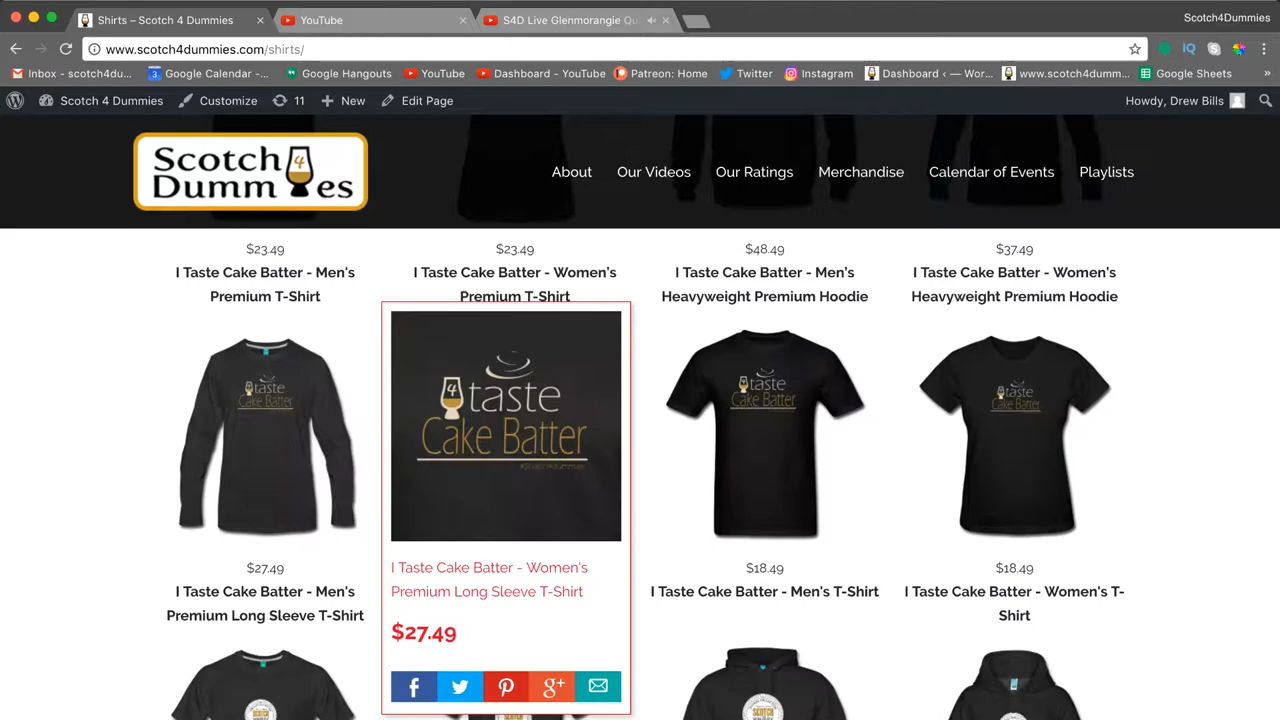 Scotch4Dummies
Shirts – Scotch 4 Dummies
YouTube
S4D Live Glenmorangie Qu
www.scotch4dummies.com/shirts/
Inbox - scotch4du...
Google Calendar -...
Google Hangouts
YouTube
Dashboard - YouTube
Patreon: Home
Twitter
Instagram
Dashboard ‹ — Wor...
www.scotch4dumm...
Google Sheets
»
Scotch 4 Dummies
11
New
Customize
Edit Page
Howdy, Drew Bills
Scotch 4
Dummies
About
Our Videos
Our Ratings
Merchandise
Calendar of Events
Playlists
$23.49
I Taste Cake Batter - Men's
Premium T-Shirt
$23.49
I Taste Cake Batter - Women's
Premium T-Shirt
$48.49
I Taste Cake Batter - Men's
Heavyweight Premium Hoodie
$37.49
I Taste Cake Batter - Women's
Heavyweight Premium Hoodie
taste
Cake Batter
4 taste
Cake Batter
taste
Cake Batter
taste
Cake Batter
$27.49
I Taste Cake Batter - Men's
Premium Long Sleeve T-Shirt
I Taste Cake Batter - Women's
Premium Long Sleeve T-Shirt
$27.49
$18.49
I Taste Cake Batter - Men's T-Shirt
$18.49
I Taste Cake Batter - Women's T-
Shirt
SCOTCH
SCOTCH
SCOTCH